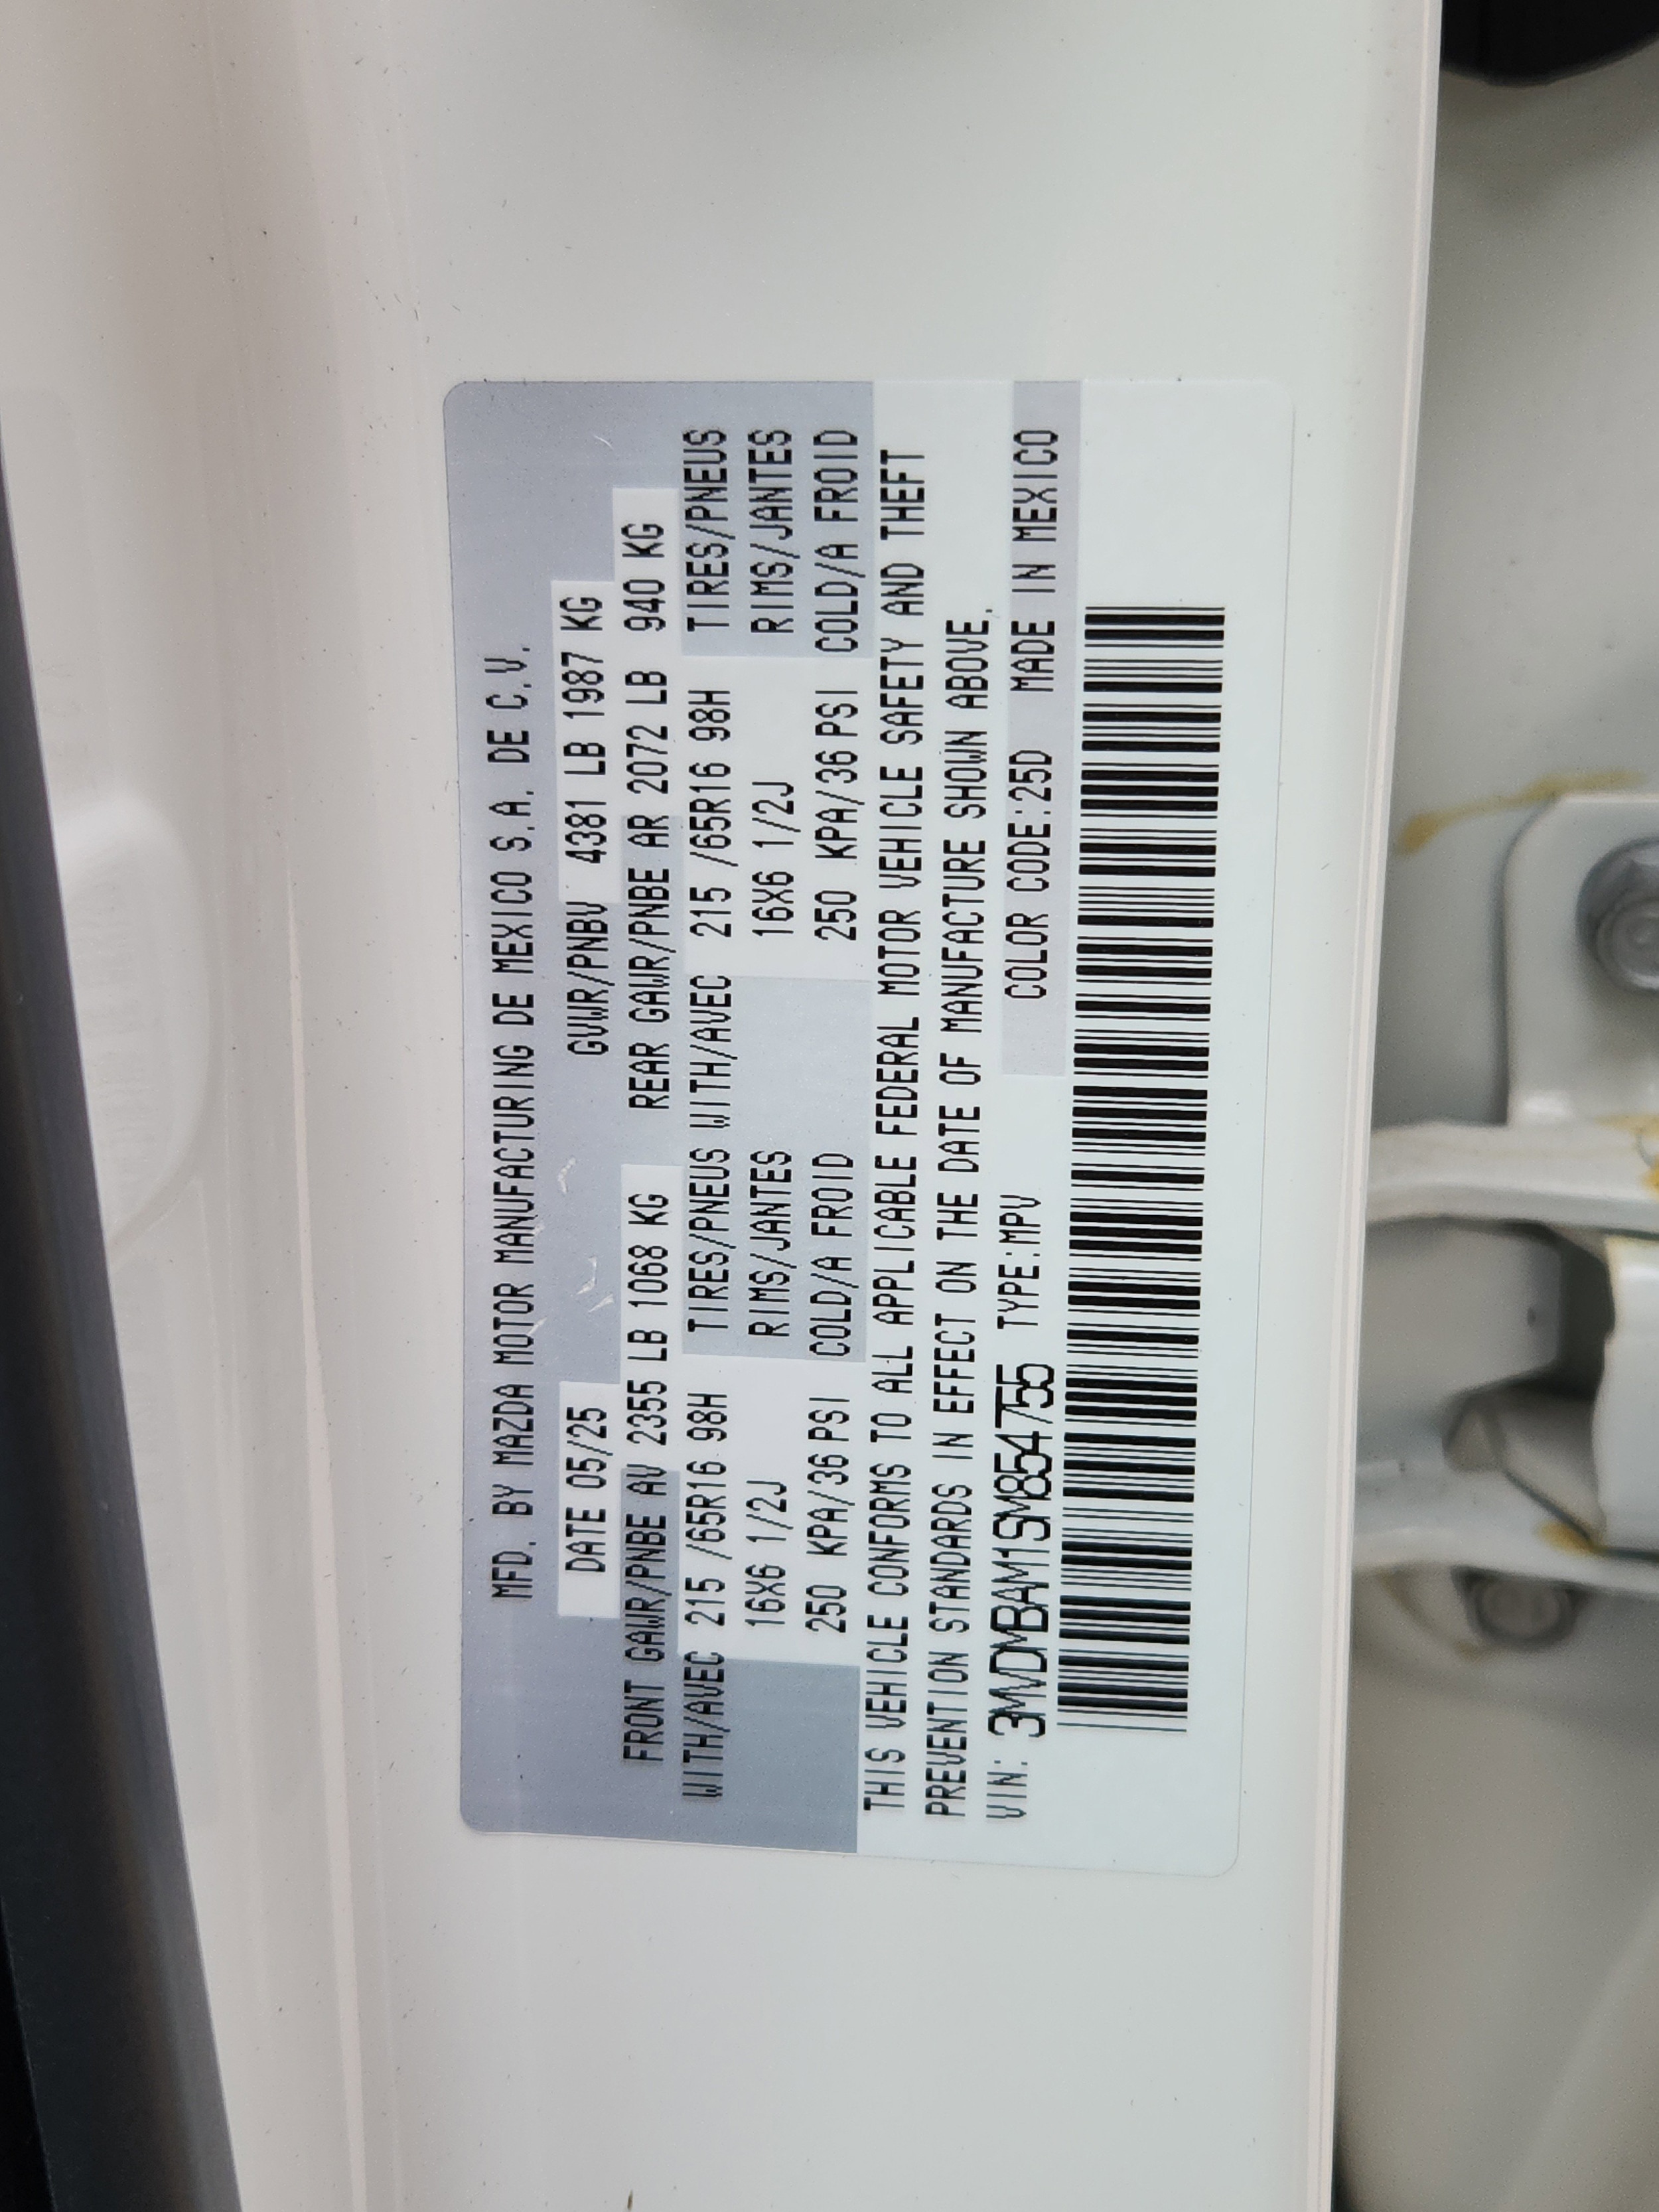 MFD. BY MAZDA MOTOR MANUFACTURING DE MEXICO S.A. DE C.V.
DATE 05/25 GVWR/PNBV 4381 LB 1987 KG
FRONT GAWR/PNBE AV 2355 LB 1068 KG REAR GAWR/PNBE AR 2072 LB 940 KG
WITH/AVEC 215 /65R16 98H TIRES/PNEUS WITH/AVEC 215 /65R16 98H TIRES/PNEUS
16X6 1/2J RIMS/JANTES 16X6 1/2J RIMS/JANTES
250 KPA/36 PSI COLD/A FROID 250 KPA/36 PSI COLD/A FROID
THIS VEHICLE CONFORMS TO ALL APPLICABLE FEDERAL MOTOR VEHICLE SAFETY AND THEFT
PREVENTION STANDARDS IN EFFECT ON THE DATE OF MANUFACTURE SHOWN ABOVE.
VIN: 3MVDMBAM1SM854755 TYPE:MPV COLOR CODE:25D MADE IN MEXICO